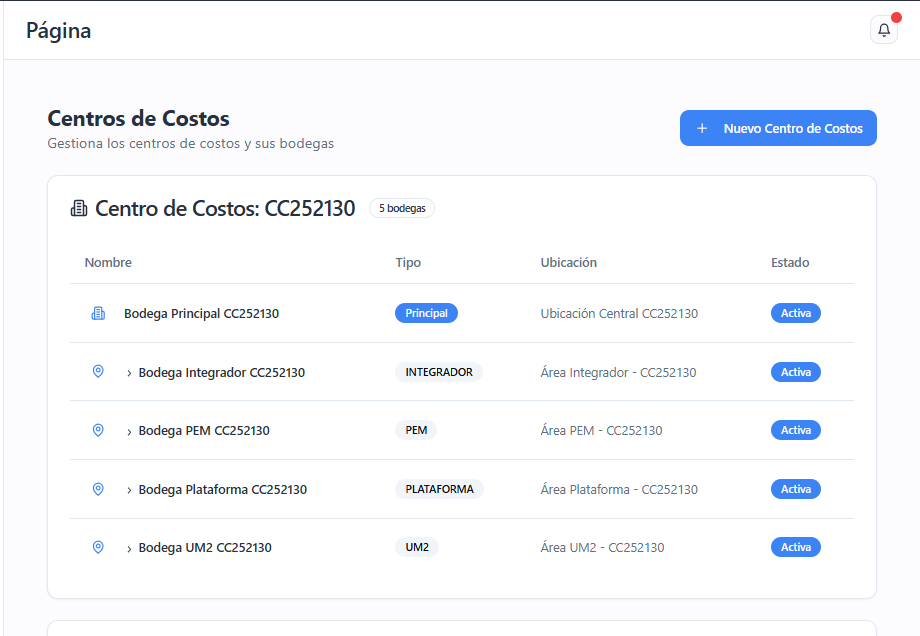 Página
Centros de Costos
Gestiona los centros de costos y sus bodegas
+ Nuevo Centro de Costos
Centro de Costos: CC252130 5 bodegas
Nombre Tipo Ubicación Estado
Bodega Principal CC252130 Principal Ubicación Central CC252130 Activa
› Bodega Integrador CC252130 INTEGRADOR Área Integrador - CC252130 Activa
› Bodega PEM CC252130 PEM Área PEM - CC252130 Activa
› Bodega Plataforma CC252130 PLATAFORMA Área Plataforma - CC252130 Activa
› Bodega UM2 CC252130 UM2 Área UM2 - CC252130 Activa